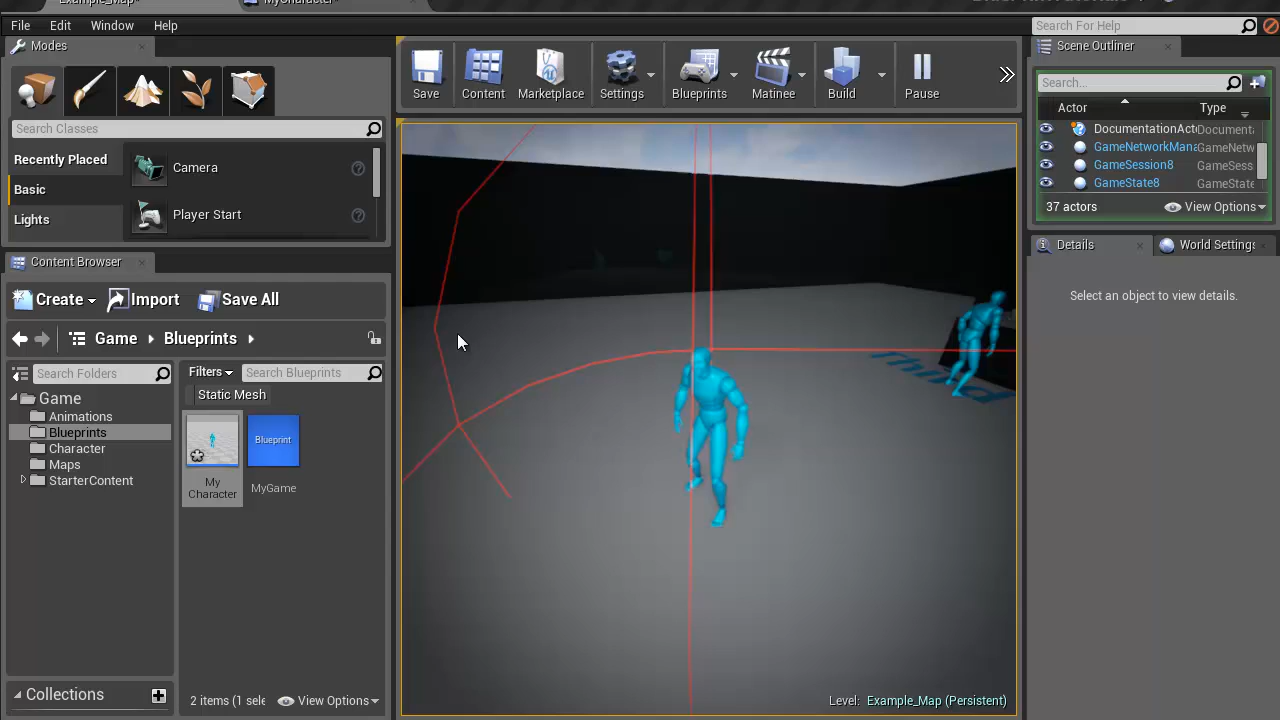 Example_Map
MyCharacter
File Edit Window Help
Search For Help
Modes
Save
Content
Marketplace
Settings
Blueprints
Matinee
Build
Pause
Scene Outliner
Search...
Actor Type
Search Classes
DocumentationActo Documenta
GameNetworkMana GameNetw
GameSession8 GameSess
GameState8 GameState
37 actors
View Options
Recently Placed
Basic
Lights
Camera
Player Start
Details
World Settings
Select an object to view details.
Content Browser
Create Import Save All
Game Blueprints
Search Folders
Filters
Search Blueprints
Static Mesh
Game
Animations
Blueprints
Character
Maps
StarterContent
Blueprint
My
Character
MyGame
Third
Collections
2 items (1 sele
View Options
Level: Example_Map (Persistent)